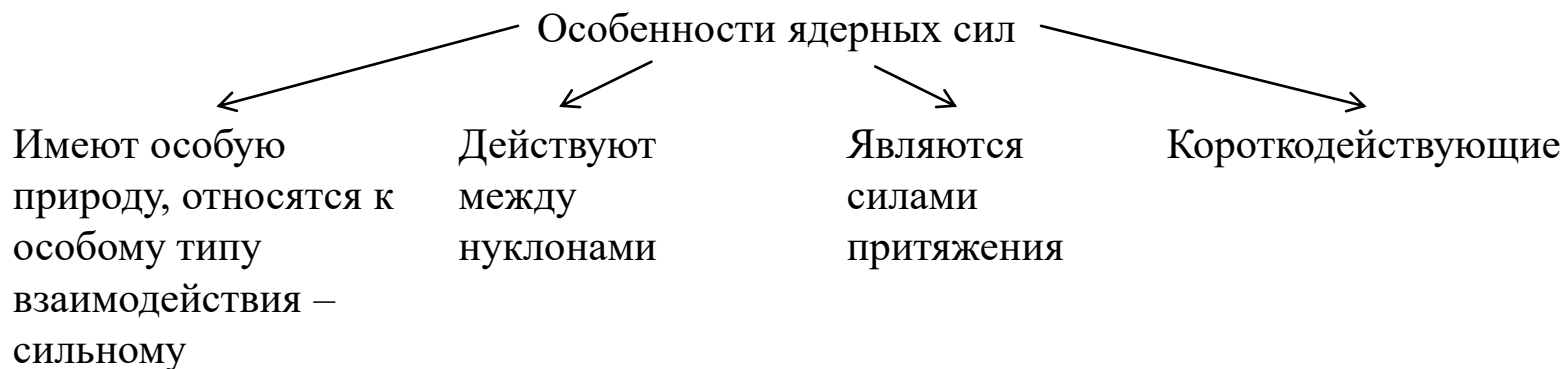 Особенности ядерных сил
Имеют особую
природу, относятся к
особому типу
взаимодействия –
сильному
Действуют
между
нуклонами
Являются
силами
притяжения
Короткодействующие